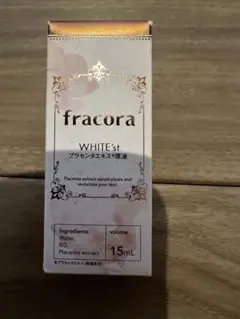 fracora
WHITE'st
プラセンタエキス*原液
Placenta extract serum clears and
revitalizes your skin.
Ingredients
Water,
BG,
Placenta extract
volume
15mL